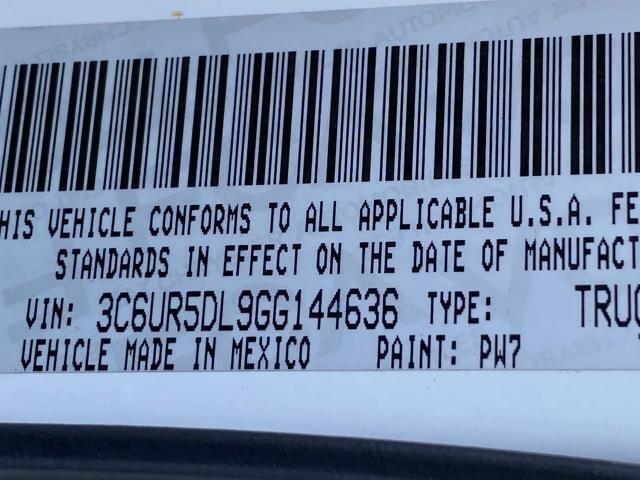 HIS VEHICLE CONFORMS TO ALL APPLICABLE U.S.A. FE
STANDARDS IN EFFECT ON THE DATE OF MANUFACT
VIN: 3C6UR5DL9GG144636 TYPE: TRUC
VEHICLE MADE IN MEXICO PAINT: PW7